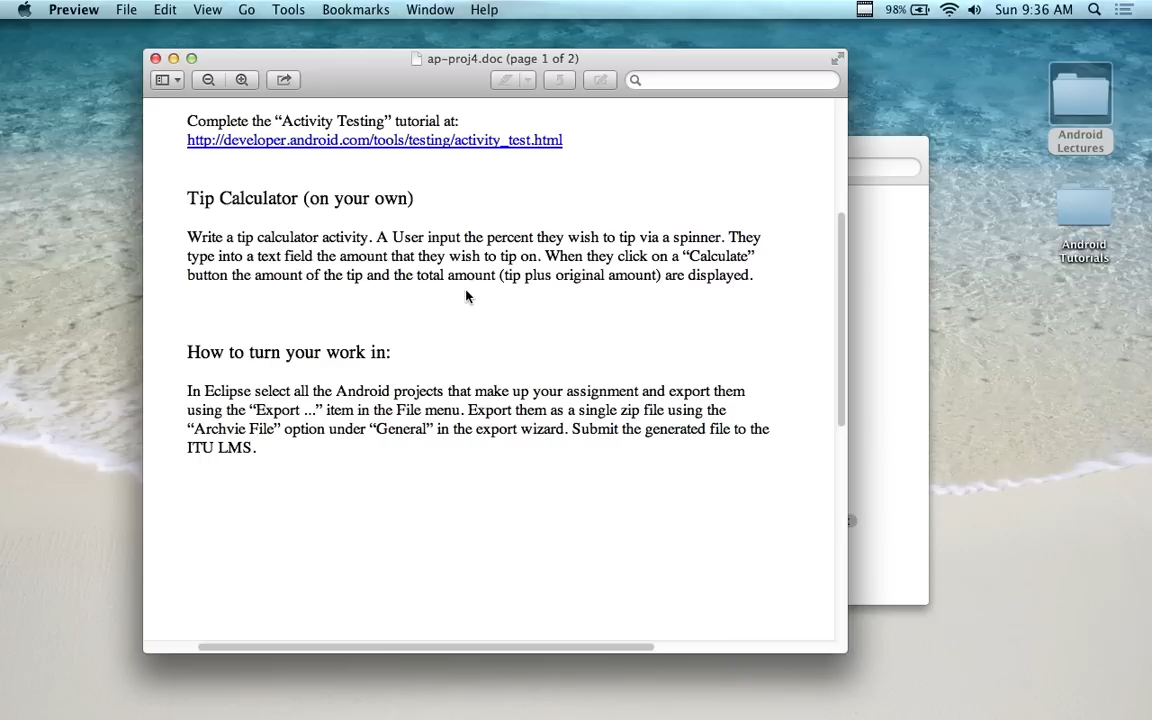 Preview File Edit View Go Tools Bookmarks Window Help 98% Sun 9:36 AM
ap-proj4.doc (page 1 of 2)
Complete the “Activity Testing” tutorial at:
http://developer.android.com/tools/testing/activity_test.html
Tip Calculator (on your own)
Write a tip calculator activity. A User input the percent they wish to tip via a spinner. They
type into a text field the amount that they wish to tip on. When they click on a “Calculate”
button the amount of the tip and the total amount (tip plus original amount) are displayed.
How to turn your work in:
In Eclipse select all the Android projects that make up your assignment and export them
using the “Export ...” item in the File menu. Export them as a single zip file using the
“Archvie File” option under “General” in the export wizard. Submit the generated file to the
ITU LMS.
Android
Lectures
Android
Tutorials